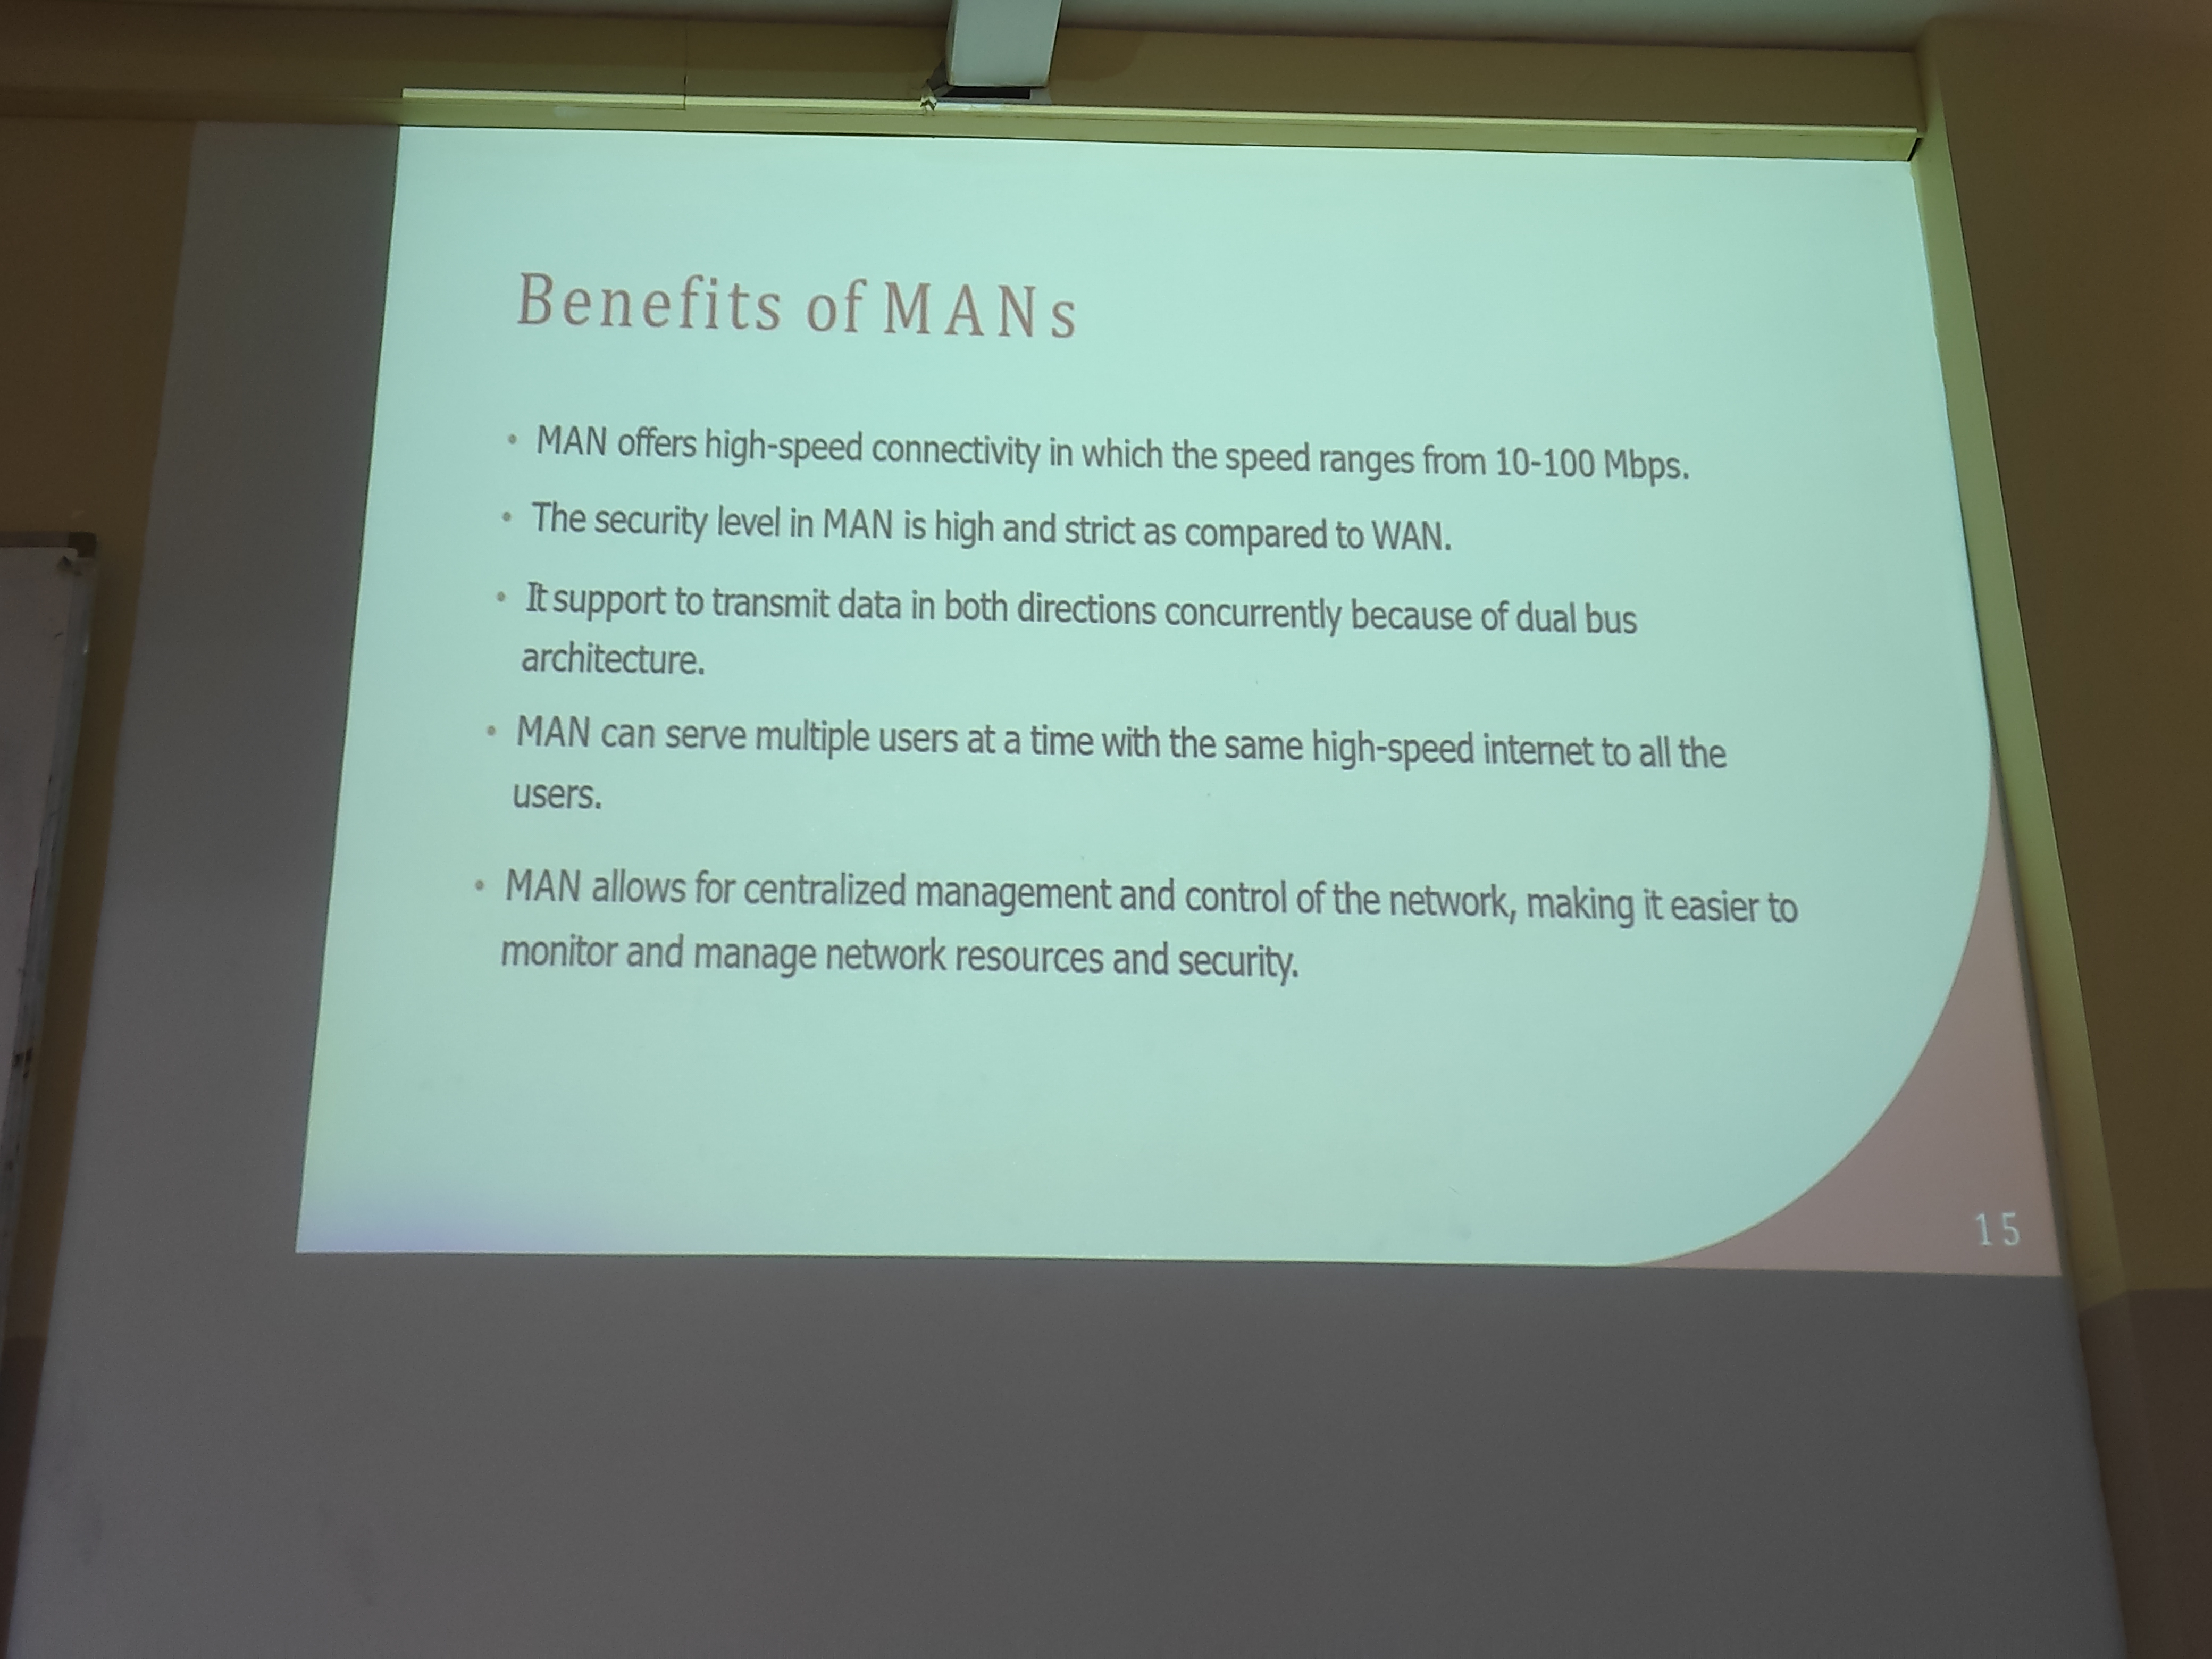 Benefits of MANs
• MAN offers high-speed connectivity in which the speed ranges from 10-100 Mbps.
• The security level in MAN is high and strict as compared to WAN.
• It support to transmit data in both directions concurrently because of dual bus
architecture.
• MAN can serve multiple users at a time with the same high-speed internet to all the
users.
• MAN allows for centralized management and control of the network, making it easier to
monitor and manage network resources and security.
15